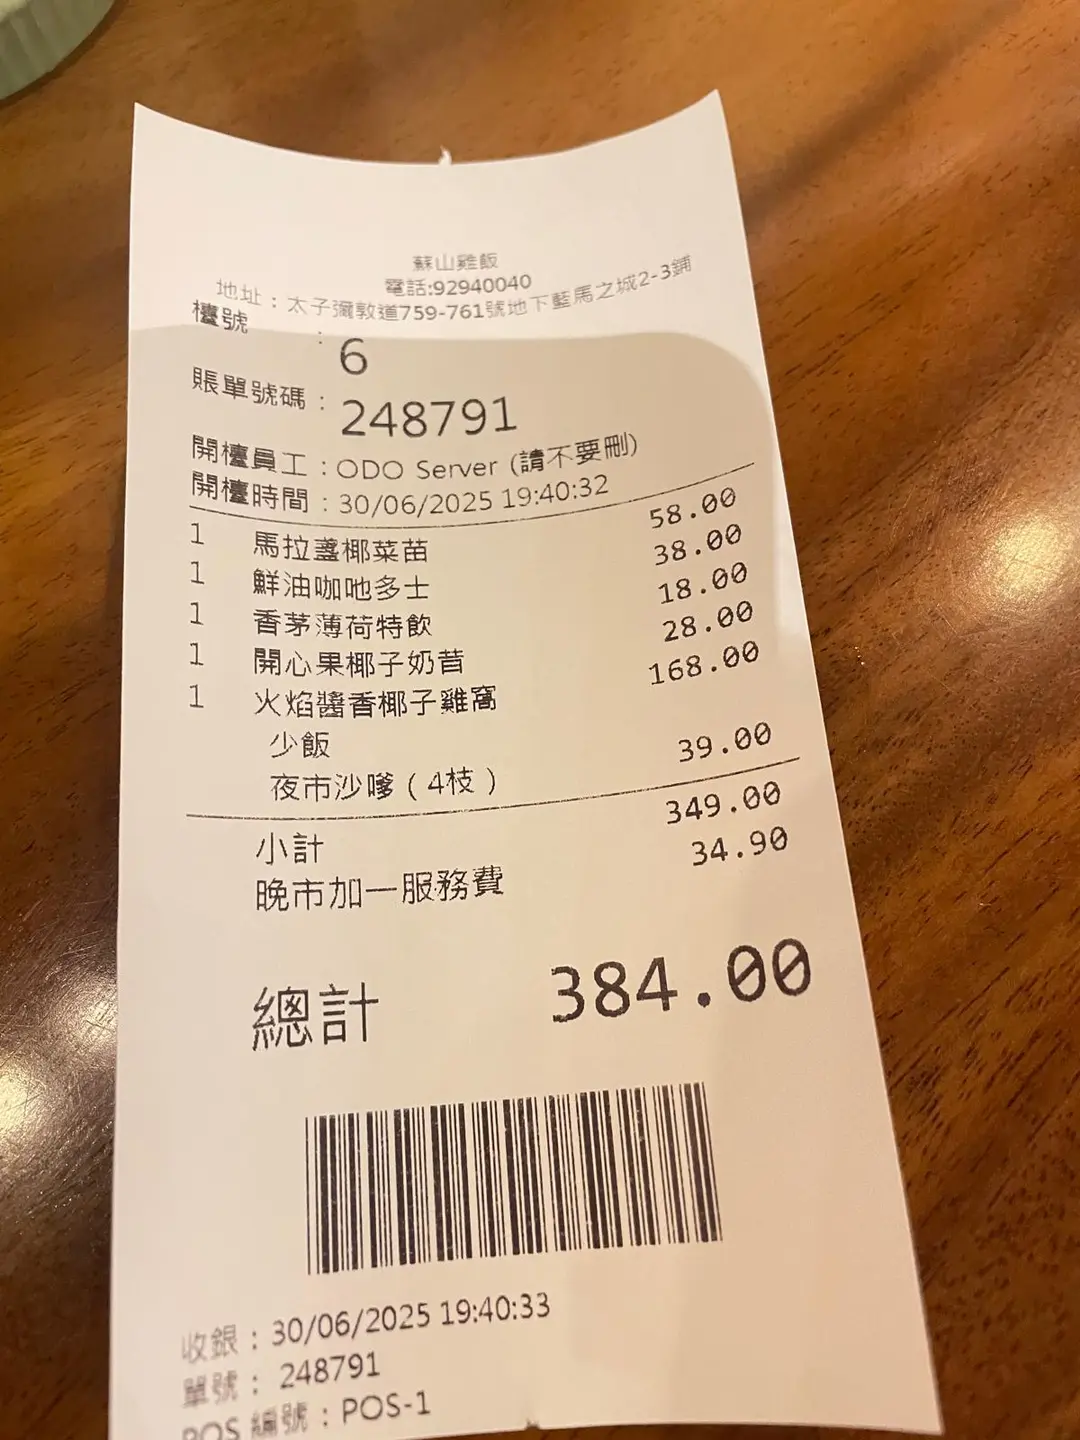 蘇山雞飯
電話:92940040
地址：太子彌敦道759-761號地下藍馬之城2-3鋪
檯號 : 6
賬單號碼 : 248791
開檯員工 : ODO Server (請不要刪)
開檯時間 : 30/06/2025 19:40:32
1 馬拉盞椰菜苗 58.00
1 鮮油咖吔多士 38.00
1 香茅薄荷特飲 18.00
1 開心果椰子奶昔 28.00
1 火焰醬香椰子雞窩 168.00
少飯
夜市沙嗲（4枝） 39.00
小計 349.00
晚市加一服務費 34.90
總計 384.00
收銀 : 30/06/2025 19:40:33
單號 : 248791
POS 編號 : POS-1